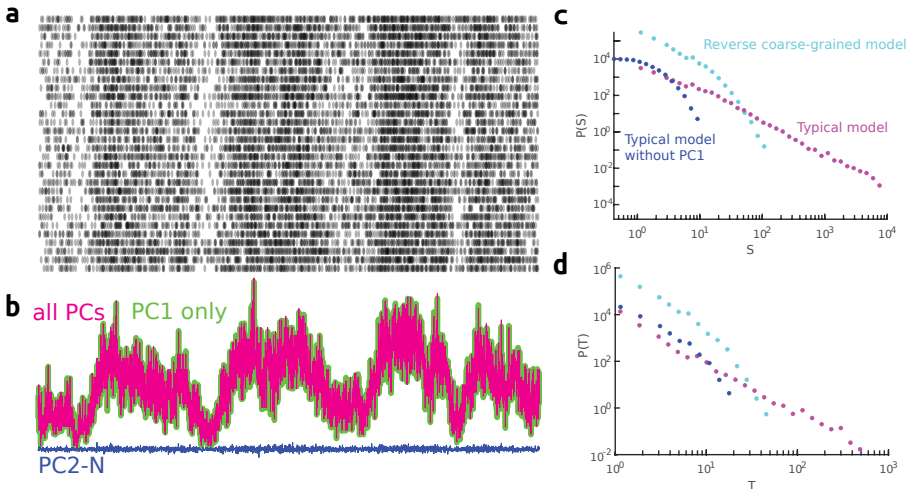 a
b
all PCs PC1 only
PC2-N
c
Reverse coarse-grained model
Typical model
Typical model
without PC1
P(S)
10^4
10^2
10^0
10^-2
10^-4
10^0 10^1 10^2 10^3 10^4
S
d
P(T)
10^6
10^4
10^2
10^0
10^-2
10^0 10^1 10^2 10^3
T